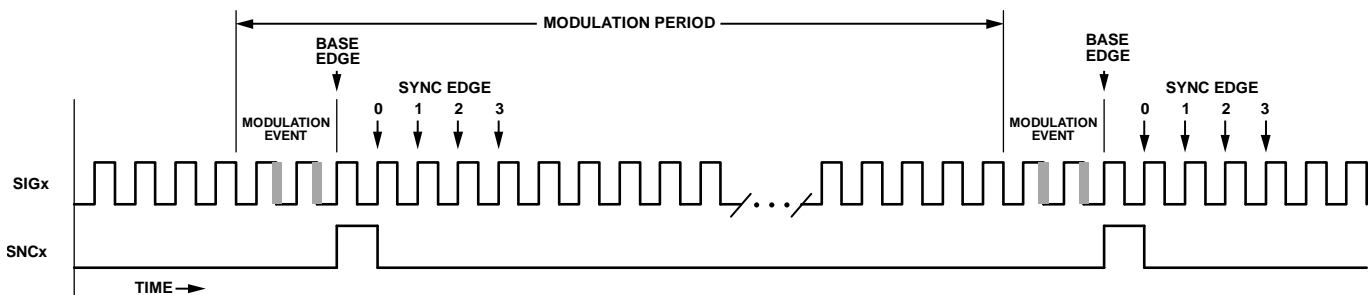 MODULATION PERIOD
BASE
EDGE
SYNC EDGE
0 1 2 3
MODULATION
EVENT
BASE
EDGE
SYNC EDGE
0 1 2 3
MODULATION
EVENT
SIGx
SNCx
TIME